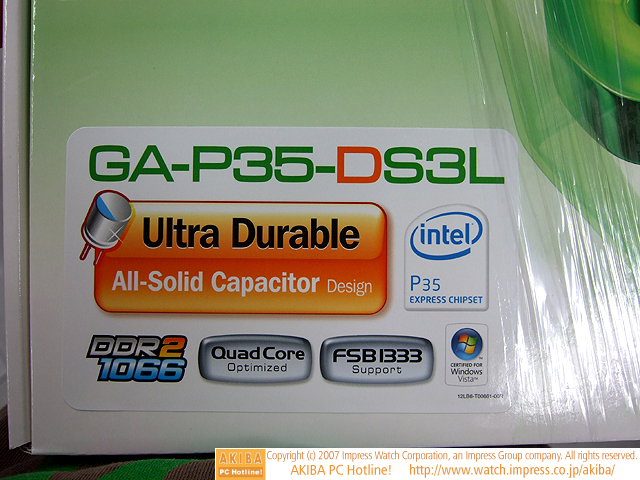 GA-P35-DS3L
Ultra Durable
All-Solid Capacitor Design
intel
P35
EXPRESS CHIPSET
DDR2
1066
Quad Core
Optimized
FSB1333
Support
CERTIFIED FOR
Windows
Vista™
AKIBA
PC Hotline!
Copyright (c) 2007 Impress Watch Corporation, an Impress Group company. All rights reserved.
AKIBA PC Hotline! http://www.watch.impress.co.jp/akiba/